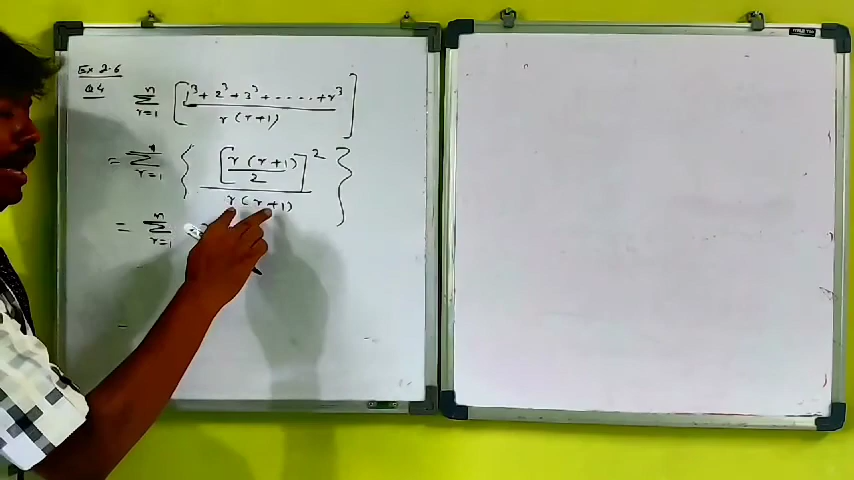 Ex 2.6
Q4 n Σ r=1 [ 1³ + 2³ + 3³ + ..... + r³ / r (r+1) ]
= n Σ r=1 { [ r (r+1) / 2 ]² / r (r+1) }
= n Σ r=1